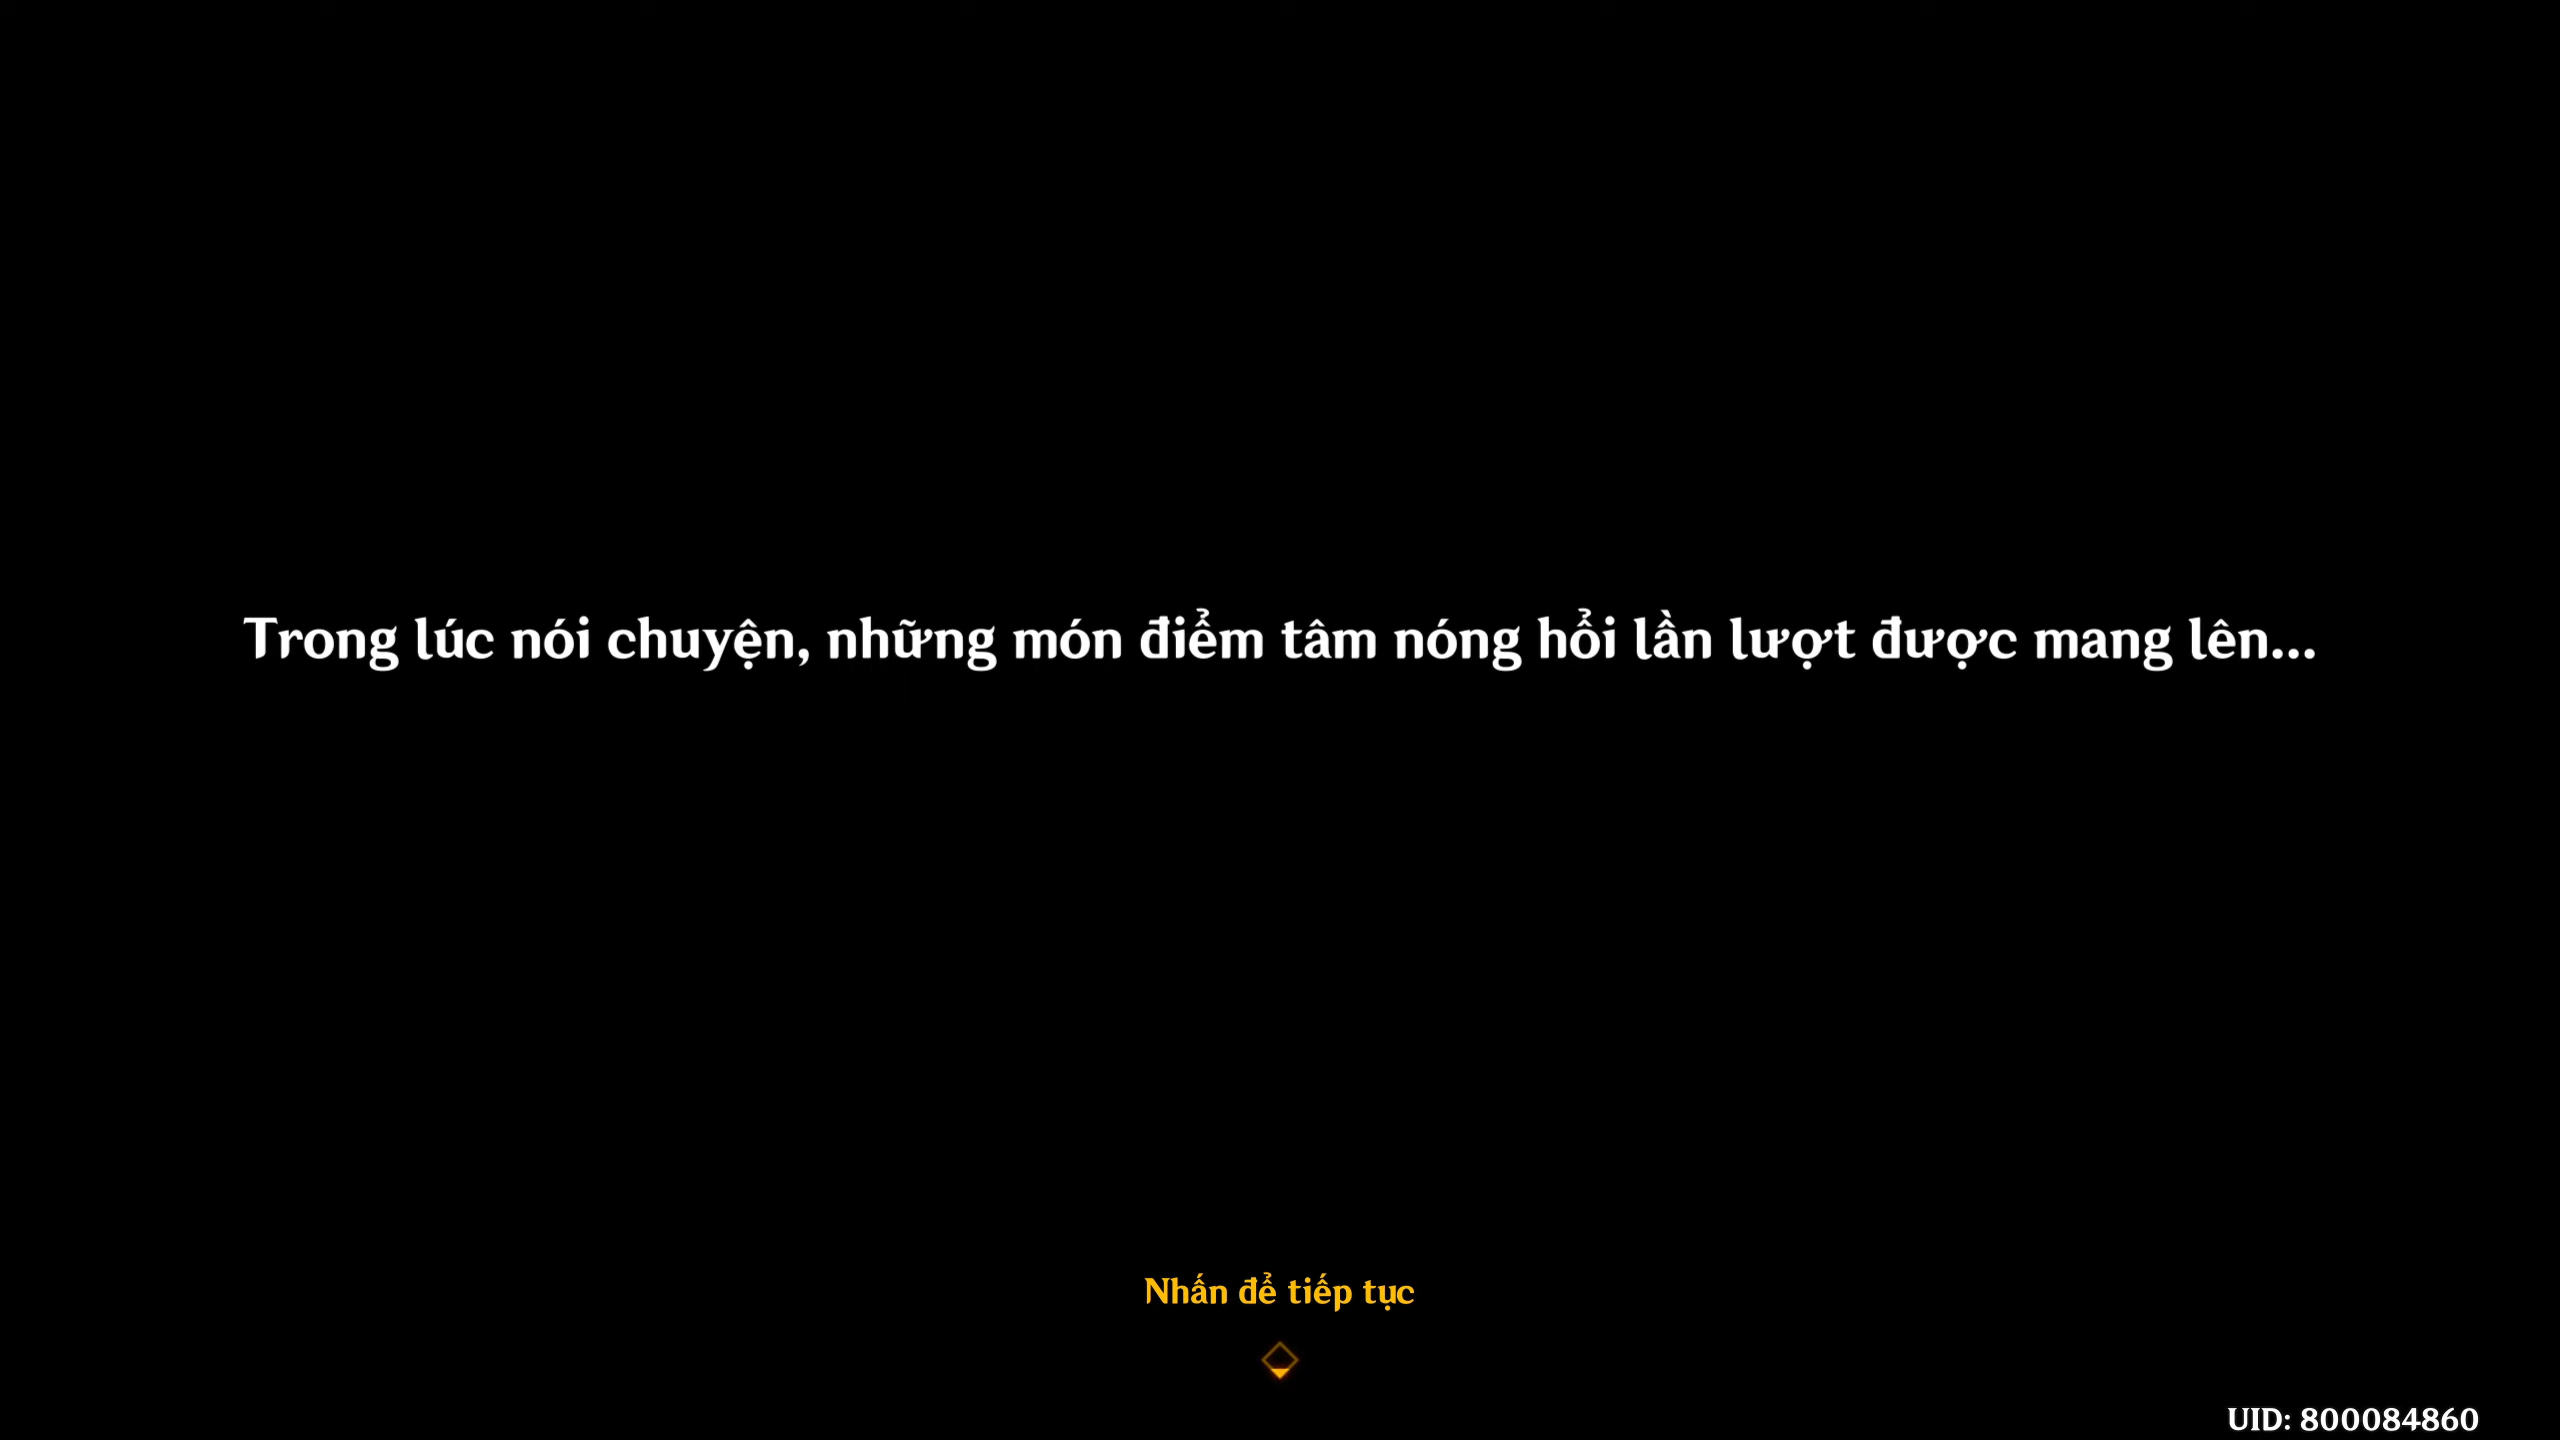 Trong lúc nói chuyện, những món điểm tâm nóng hổi lần lượt được mang lên...
Nhấn để tiếp tục
UID: 800084860